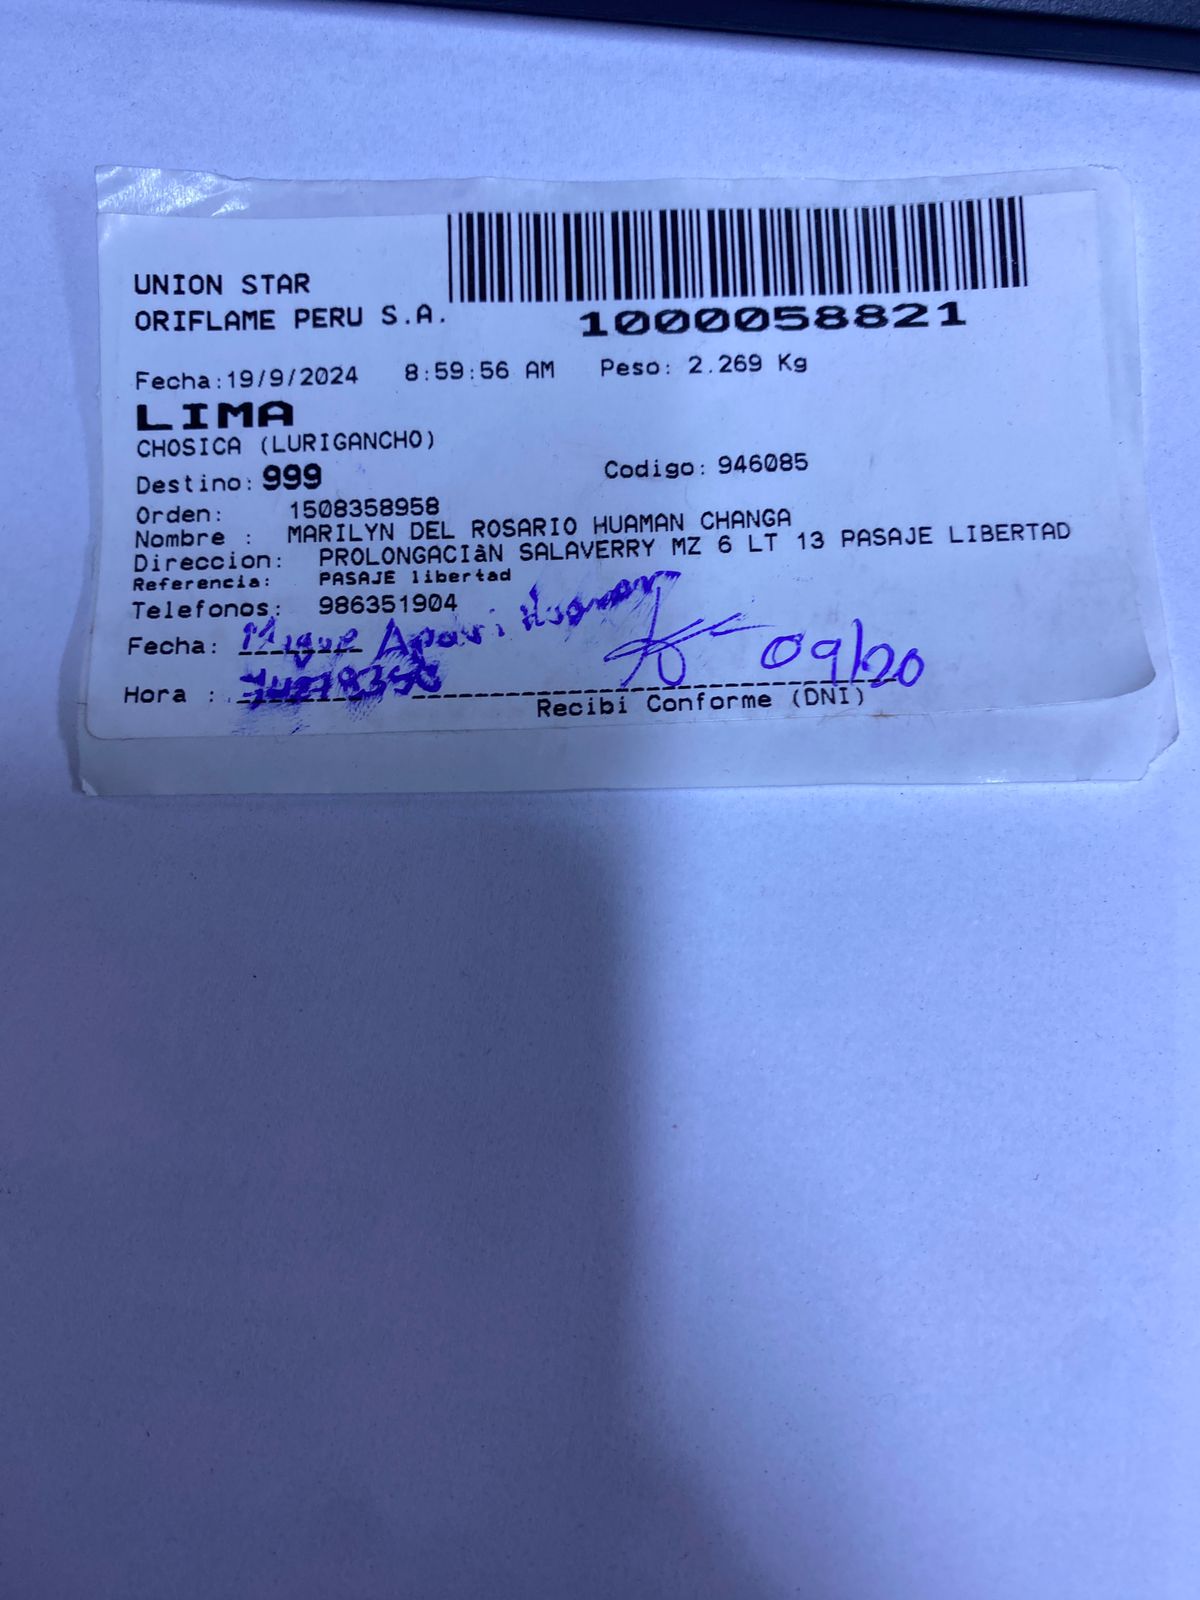 UNION STAR
ORIFLAME PERU S.A.
1000058821
Fecha:19/9/2024 8:59:56 AM Peso: 2.269 Kg
LIMA
CHOSICA (LURIGANCHO)
Destino: 999 Codigo: 946085
Orden: 1508358958
Nombre : MARILYN DEL ROSARIO HUAMAN CHANGA
Direccion: PROLONGACIàN SALAVERRY MZ 6 LT 13 PASAJE LIBERTAD
Referencia: PASAJE libertad
Telefonos: 986351904
Fecha: 09/20
Hora :
Recibi Conforme (DNI)